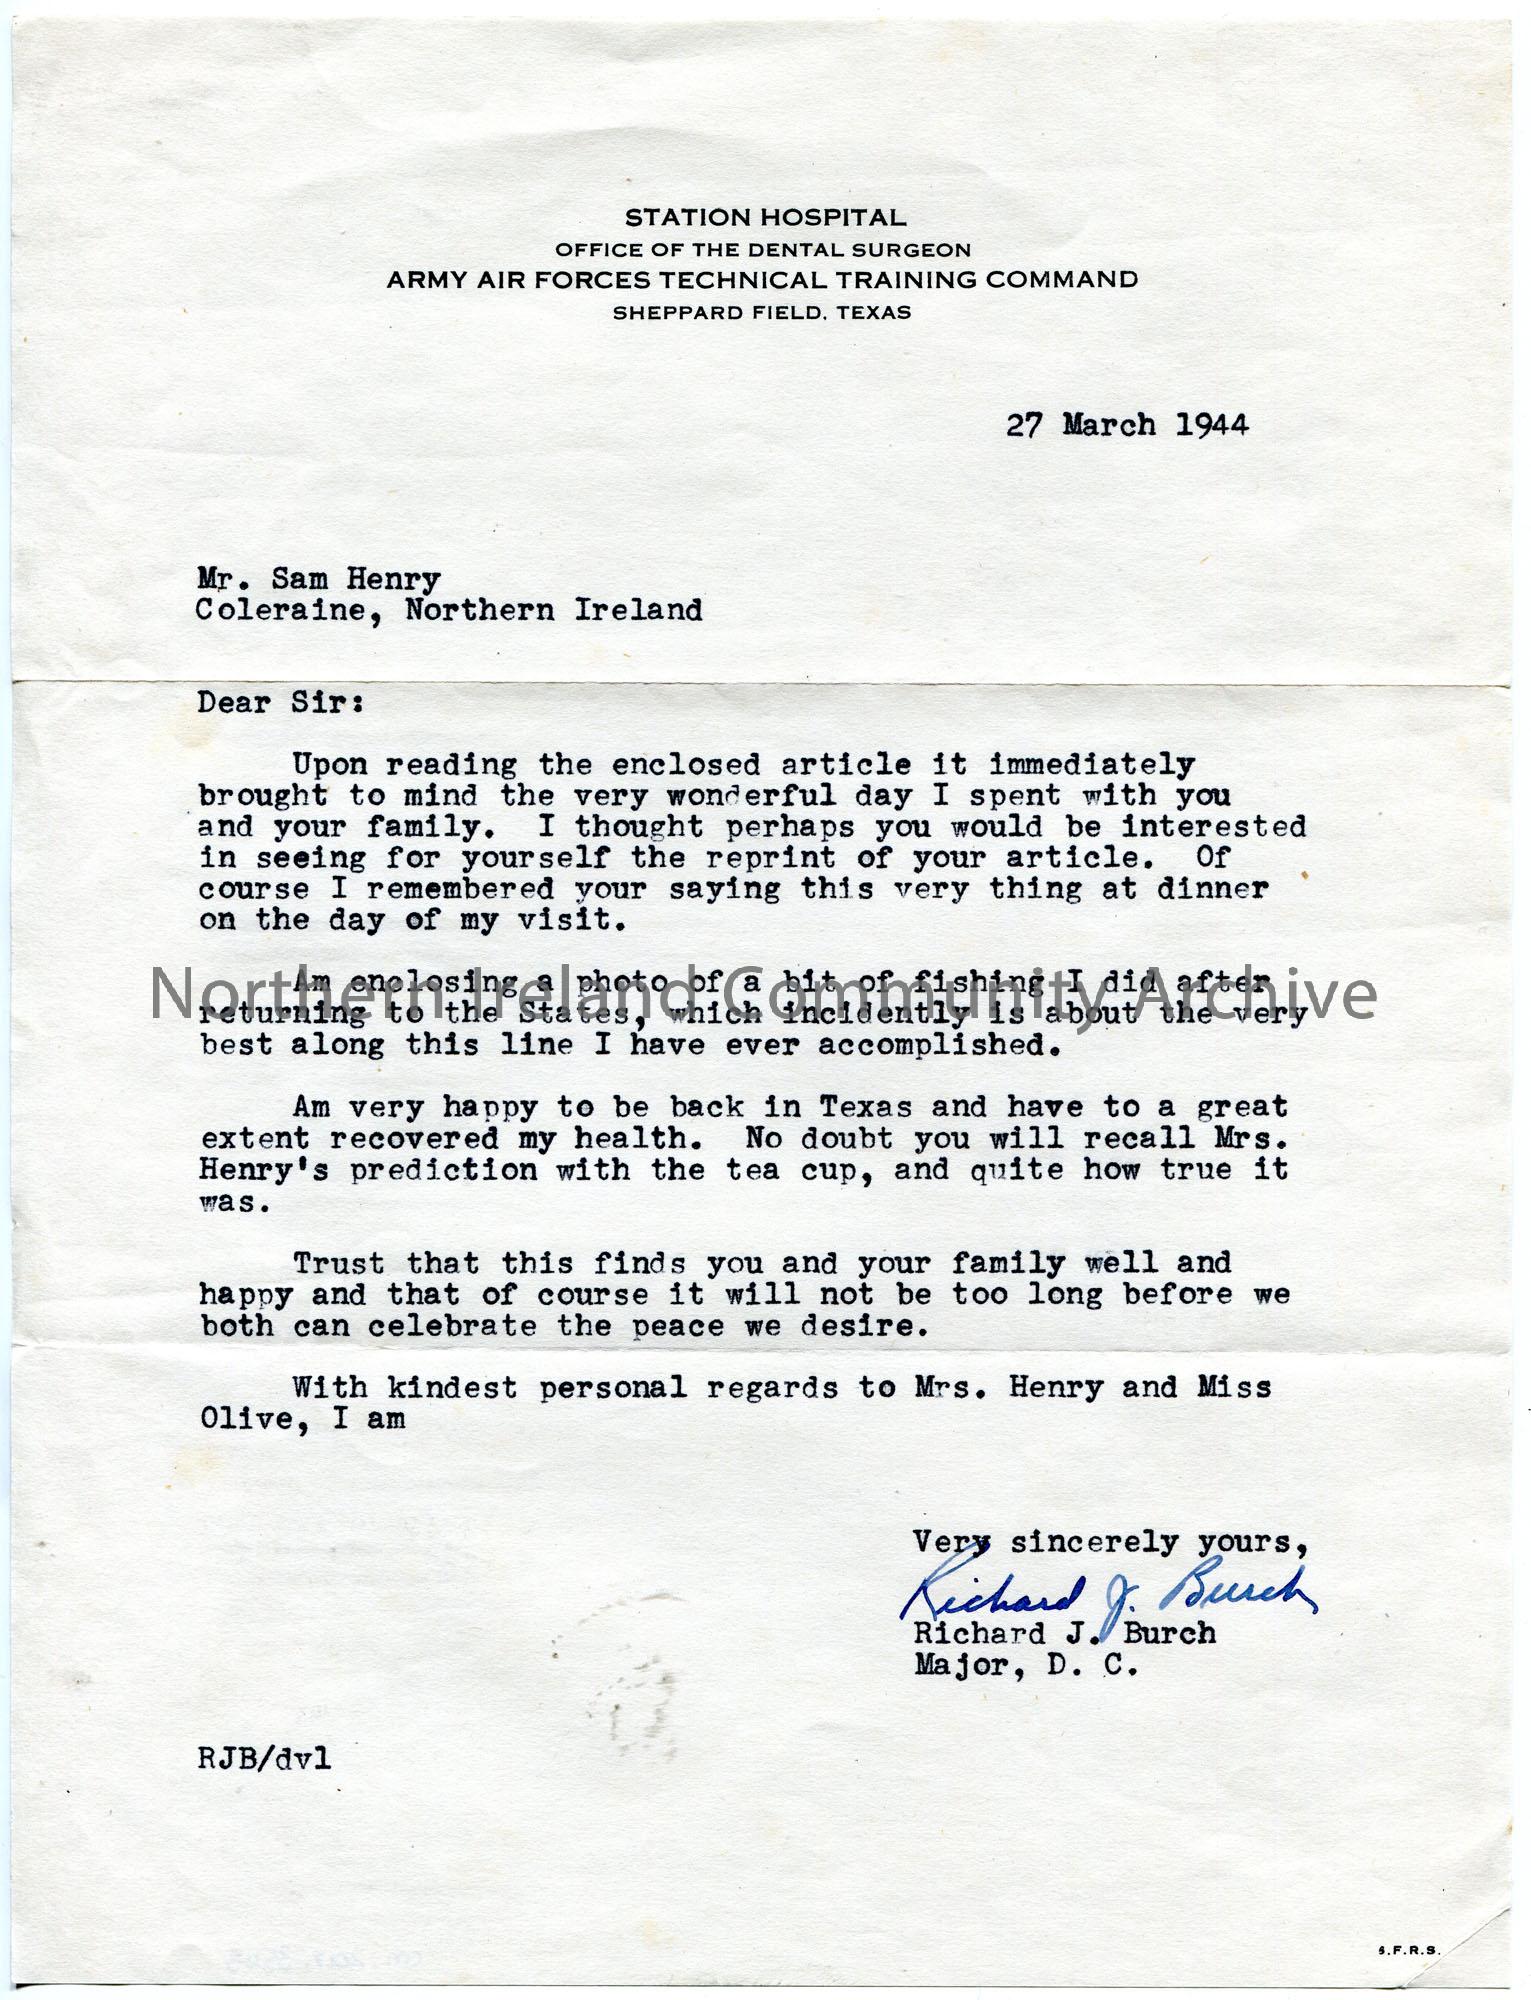 STATION HOSPITAL
OFFICE OF THE DENTAL SURGEON
ARMY AIR FORCES TECHNICAL TRAINING COMMAND
SHEPPARD FIELD, TEXAS
27 March 1944
Mr. Sam Henry
Coleraine, Northern Ireland
Dear Sir:
Upon reading the enclosed article it immediately
brought to mind the very wonderful day I spent with you
and your family. I thought perhaps you would be interested
in seeing for yourself the reprint of your article. Of
course I remembered your saying this very thing at dinner
on the day of my visit.
Am enclosing a photo of a bit of fishing I did after
Northern Ireland Community Archive
returning to the States, which incidently is about the very
best along this line I have ever accomplished.
Am very happy to be back in Texas and have to a great
extent recovered my health. No doubt you will recall Mrs.
Henry's prediction with the tea cup, and quite how true it
was.
Trust that this finds you and your family well and
happy and that of course it will not be too long before we
both can celebrate the peace we desire.
With kindest personal regards to Mrs. Henry and Miss
Olive, I am
Very sincerely yours,
Richard J. Burch
Richard J. Burch
Major, D. C.
RJB/dvl
S.F.R.S.